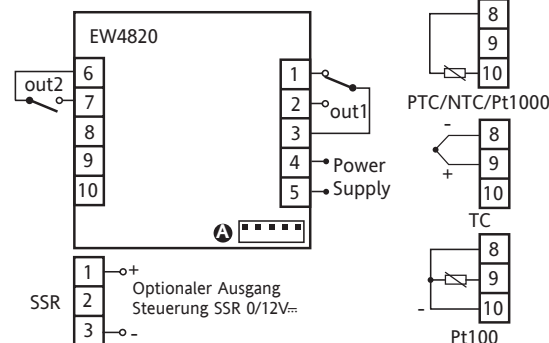 EW4820
out2
6
7
8
9
10
1
2
3
4
5
out1
Power
Supply
A
SSR
1
2
3
+
-
Optionaler Ausgang
Steuerung SSR 0/12V⎓
8
9
10
PTC/NTC/Pt1000
-
+
8
9
10
TC
-
8
9
10
Pt100